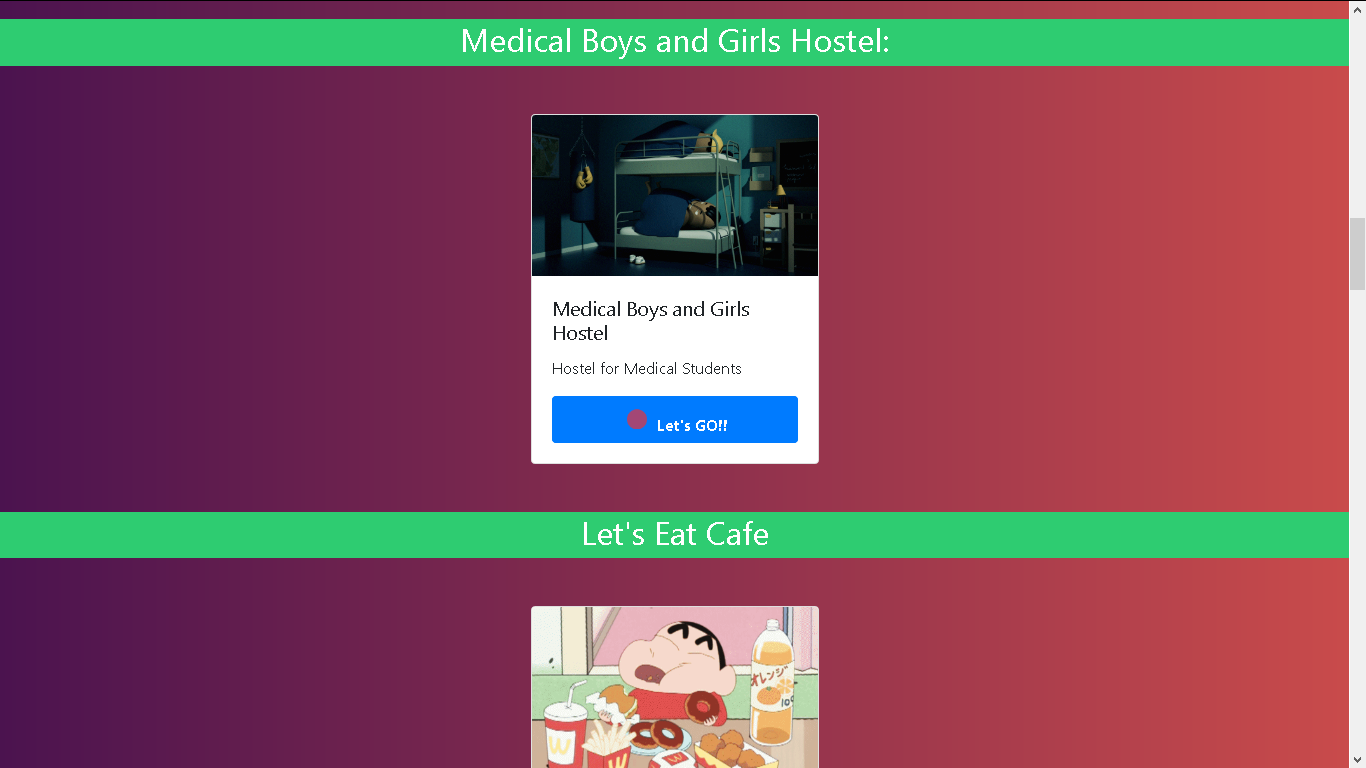 Medical Boys and Girls Hostel:
Medical Boys and Girls
Hostel
Hostel for Medical Students
Let's GO!!
Let's Eat Cafe
オレンジ
100
W
W
W